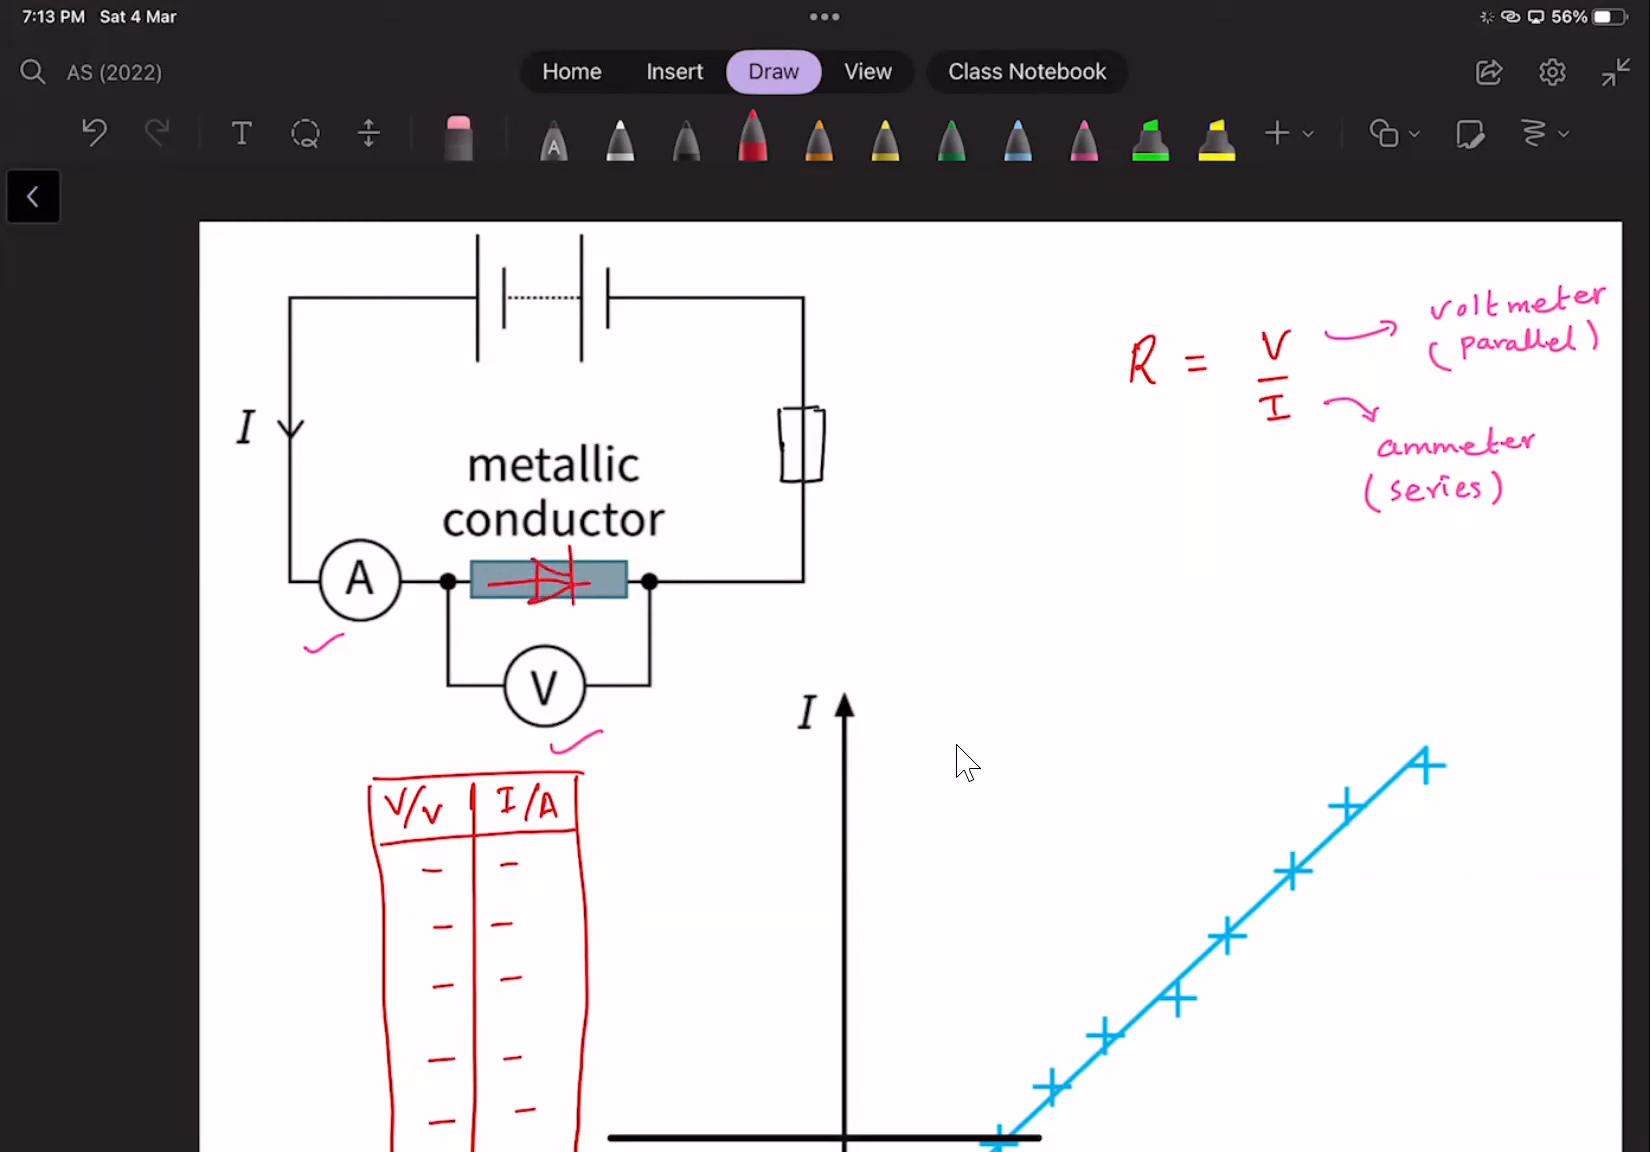 7:13 PM Sat 4 Mar
56%
AS (2022)
Home Insert Draw View Class Notebook
T
A
I
metallic
conductor
A
V
R = V
I
voltmeter
(parallel)
ammeter
(series)
I
V/V I/A
- -
- -
- -
- -
- -